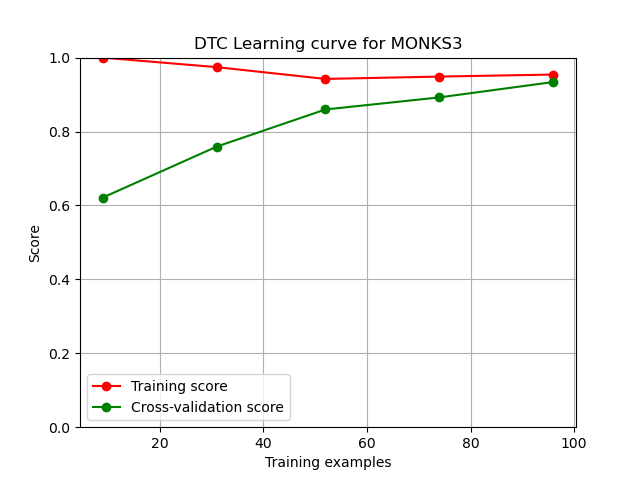 DTC Learning curve for MONKS3
1.0
0.8
0.6
0.4
0.2
0.0
Score
Training score
Cross-validation score
20 40 60 80 100
Training examples